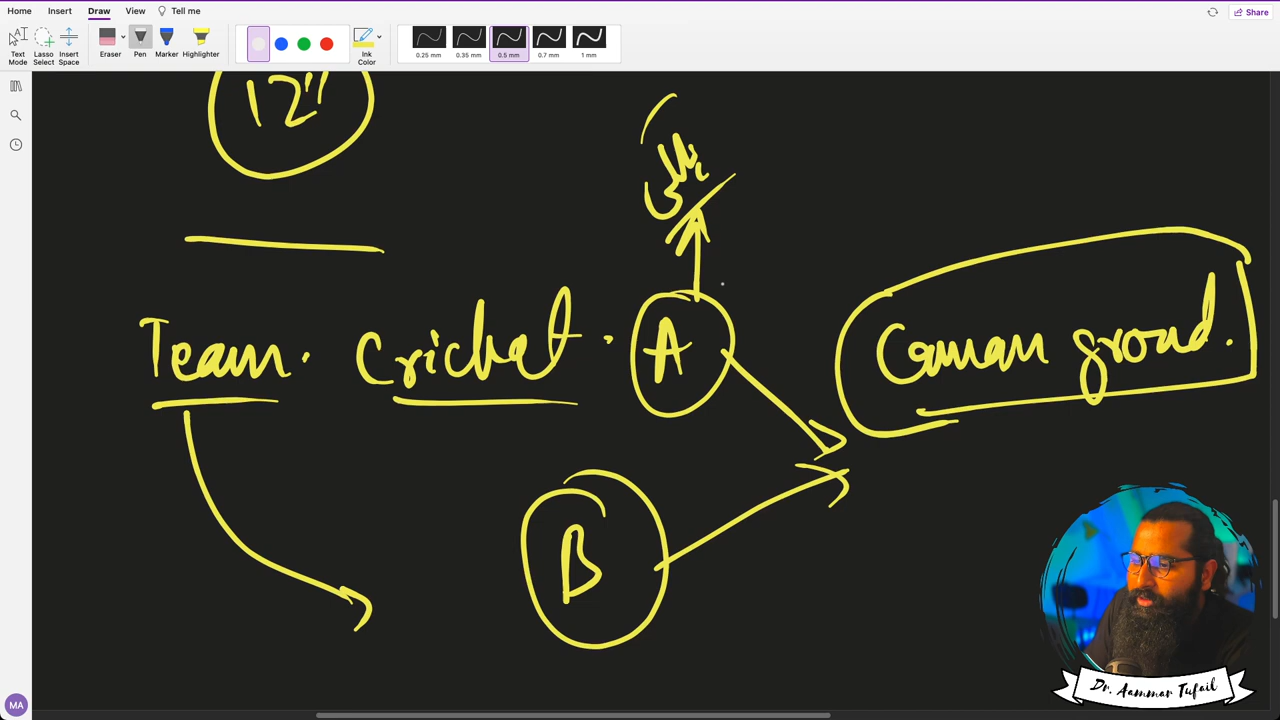 Home Insert Draw View Tell me Share
Text Mode Lasso Select Insert Space Eraser Pen Marker Highlighter Ink Color 0.25 mm 0.35 mm 0.5 mm 0.7 mm 1 mm
12"
Team. Cricket. A
Coman groud.
B
MA
Dr. Aammar Tufail